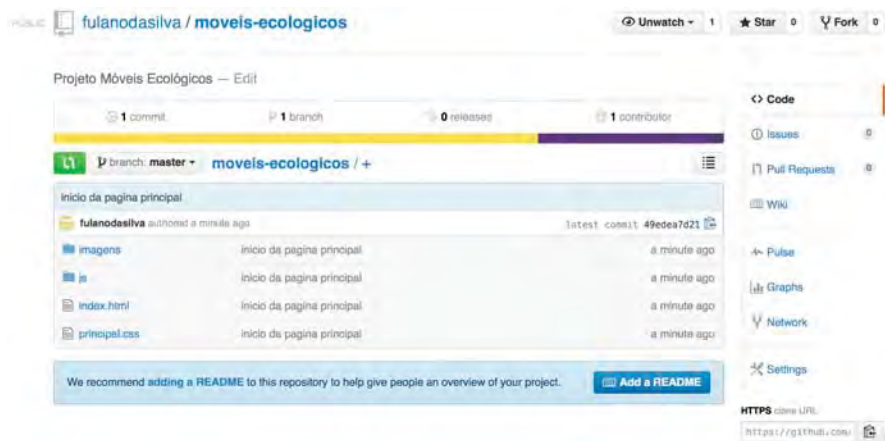 PUBLIC fulanodasilva / moveis-ecologicos
Unwatch 1
Star 0
Fork 0
Projeto Móveis Ecológicos — Edit
1 commit
1 branch
0 releases
1 contributor
branch: master
moveis-ecologicos / +
inicio da pagina principal
fulanodasilva authored a minute ago
latest commit 49edea7d21
imagens inicio da pagina principal a minute ago
js inicio da pagina principal a minute ago
index.html inicio da pagina principal a minute ago
principal.css inicio da pagina principal a minute ago
We recommend adding a README to this repository to help give people an overview of your project.
Add a README
Code
Issues 0
Pull Requests 0
Wiki
Pulse
Graphs
Network
Settings
HTTPS clone URL
https://github.com/